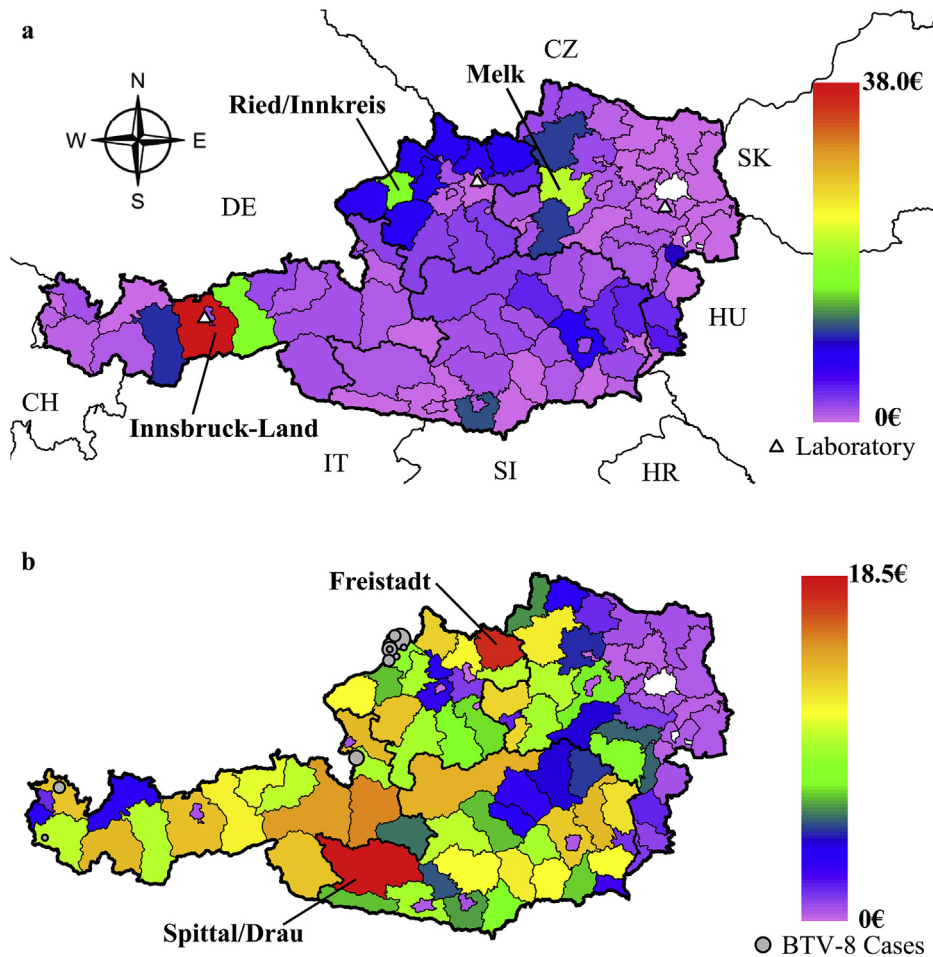 a
CZ
Melk
38.0€
N
Ried/Innkreis
W
E
SK
S
DE
HU
CH
Innsbruck-Land
0€
IT
SI
HR
Laboratory
b
Freistadt
18.5€
Spittal/Drau
0€
BTV-8 Cases